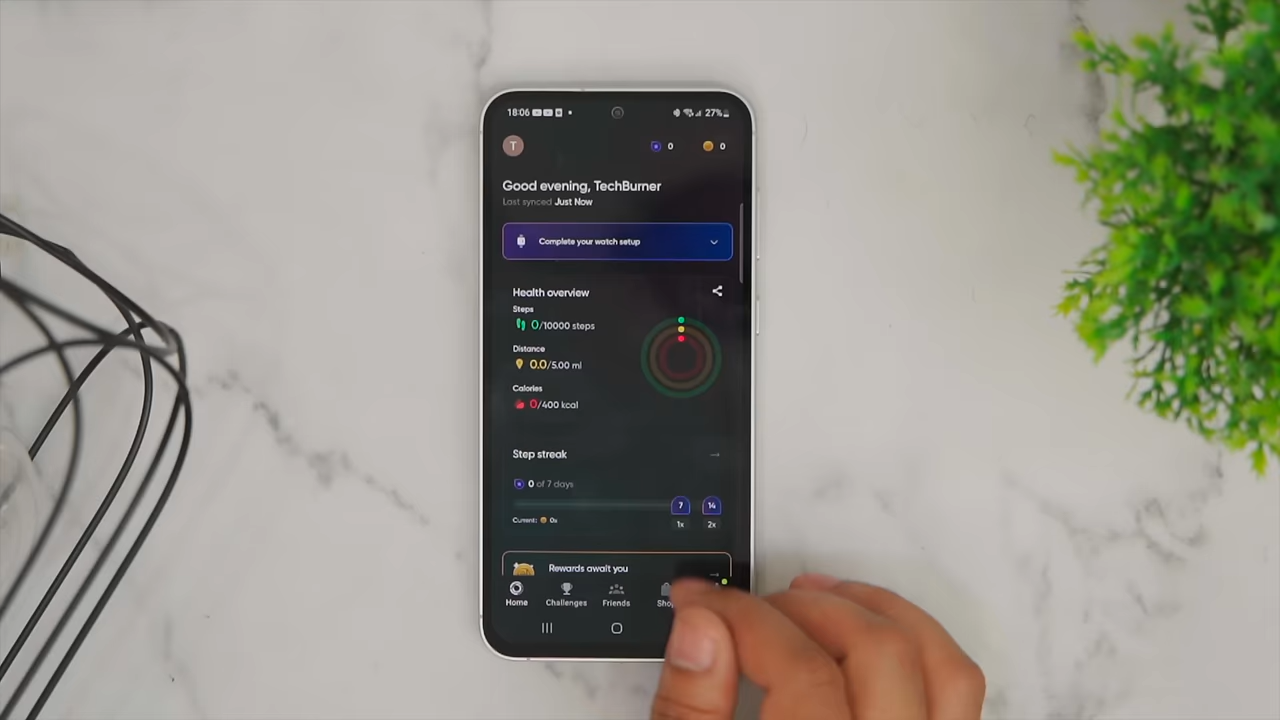 18:06 27%
T 0 0
Good evening, TechBurner
Last synced Just Now
Complete your watch setup
Health overview
Steps
0/10000 steps
Distance
0.0/5.00 ml
Calories
0/400 kcal
Step streak
0 of 7 days
7 14
Current: 0x 1x 2x
Rewards await you
Home Challenges Friends